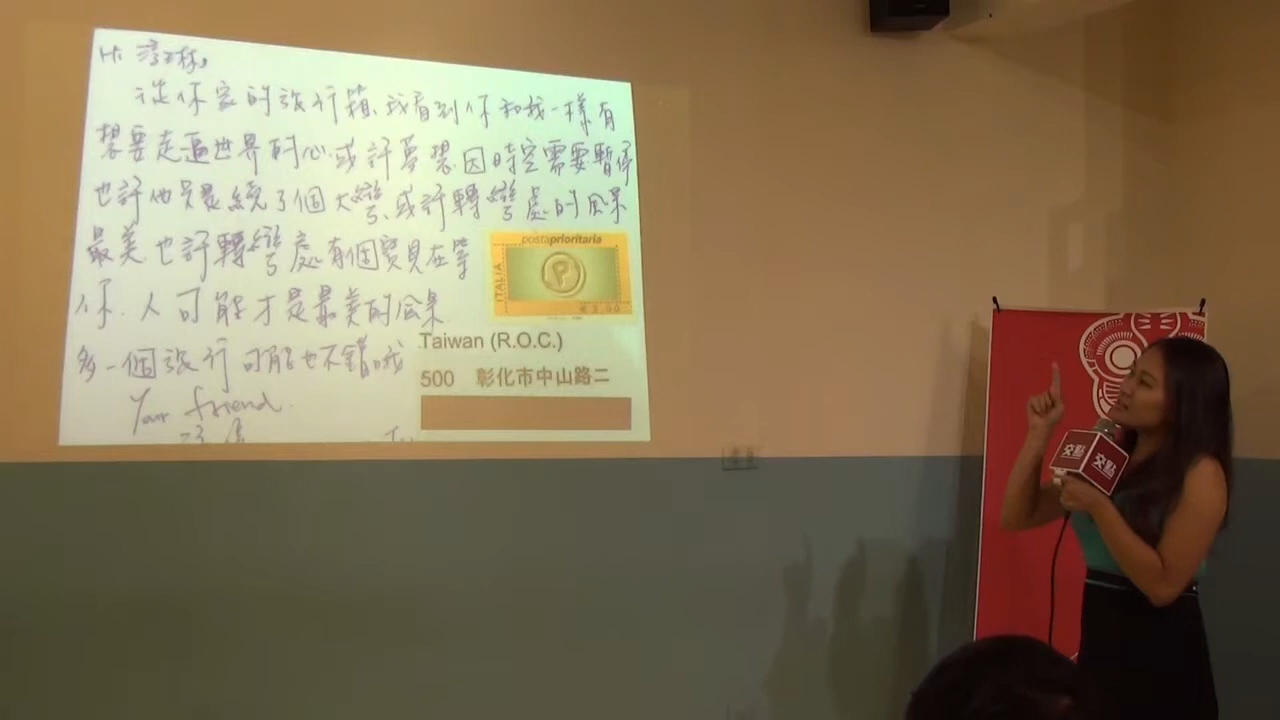 Hi
從你家的旅行箱、我看到你和我一樣有
想要走遍世界的心.或許夢想.因時空需要暫停
也許他只是繞了個大彎、或許轉彎處的風景
最美 也許轉彎處有個寶貝在等
你.人可能才是最美的風景
多一個旅行可能也不錯哦
Your friend.
postaprioritaria
ITALIA
P
Taiwan (R.O.C.)
500 彰化市中山路二
交點
交點